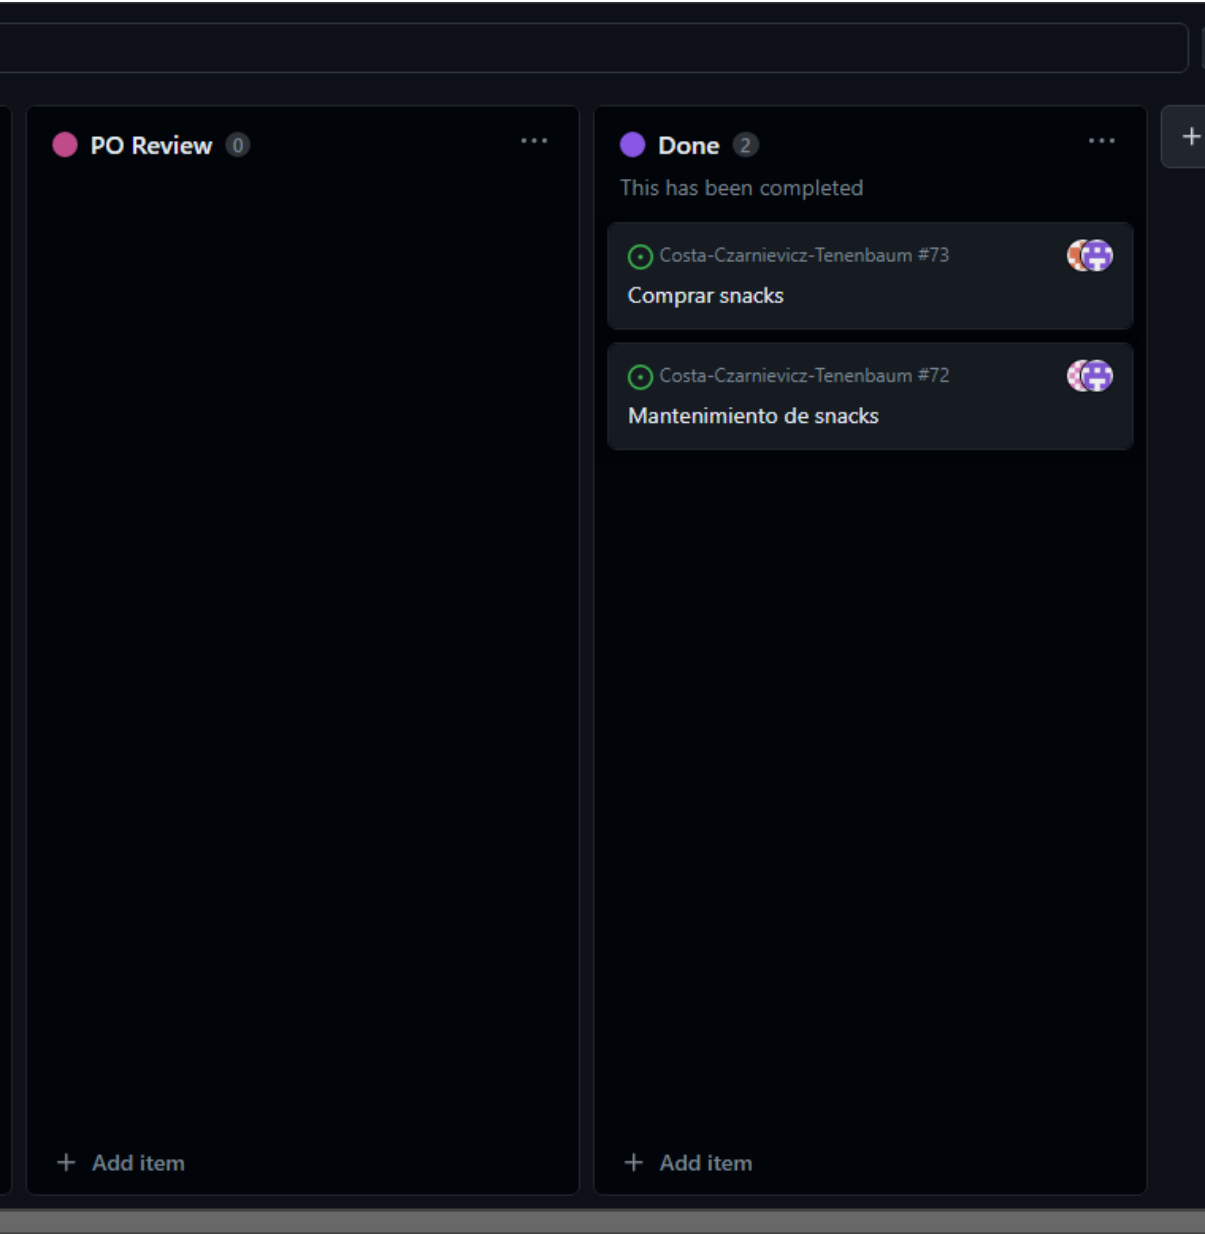 PO Review 0
Done 2
This has been completed
Costa-Czarnievicz-Tenenbaum #73
Comprar snacks
Costa-Czarnievicz-Tenenbaum #72
Mantenimiento de snacks
+ Add item
+ Add item